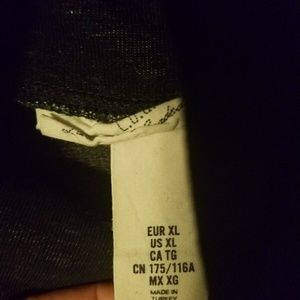 EUR XL
US XL
CA TG
CN 175/116A
MX XG
MADE IN
TURKEY